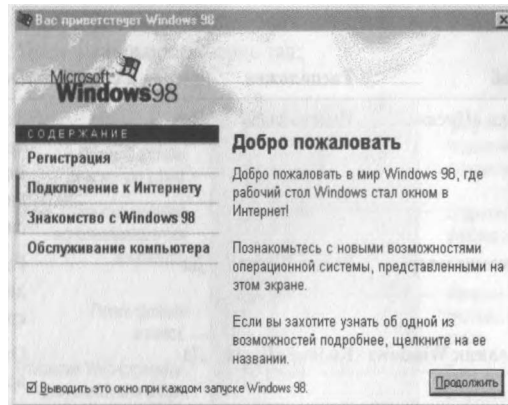 Вас приветствует Windows 98
Microsoft
Windows98
СОДЕРЖАНИЕ
Регистрация
Подключение к Интернету
Знакомство с Windows 98
Обслуживание компьютера
Добро пожаловать
Добро пожаловать в мир Windows 98, где
рабочий стол Windows стал окном в
Интернет!
Познакомьтесь с новыми возможностями
операционной системы, представленными на
этом экране.
Если вы захотите узнать об одной из
возможностей подробнее, щелкните на ее
названии.
Выводить это окно при каждом запуске Windows 98.
Продолжить